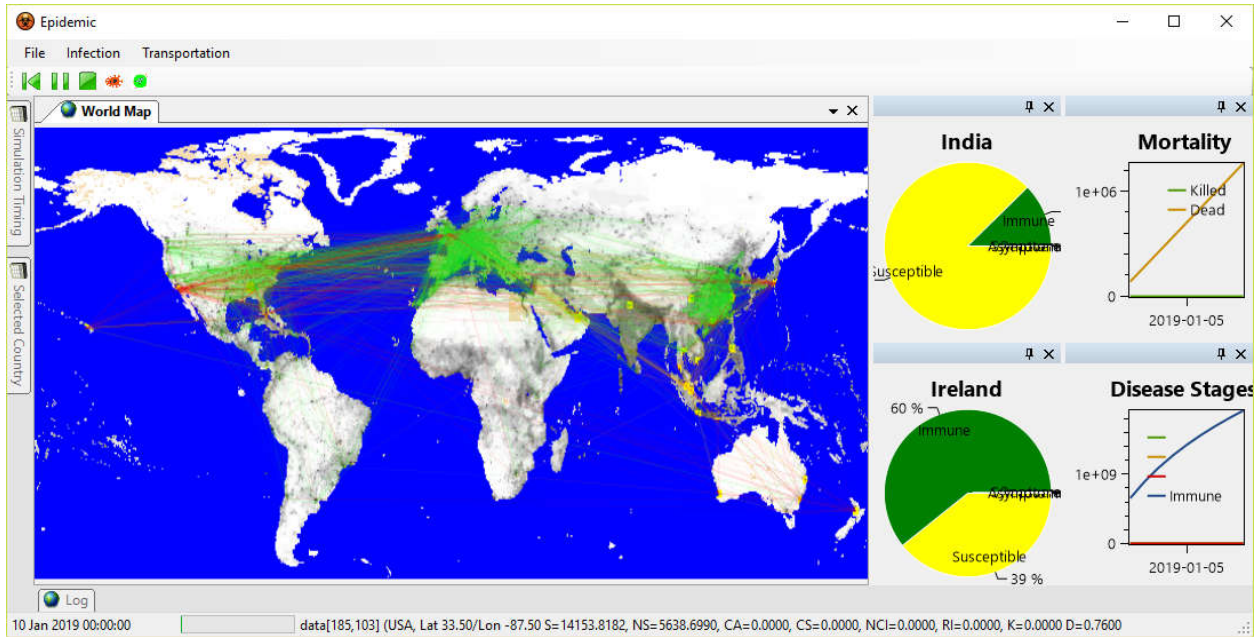 Epidemic
File Infection Transportation
World Map
Simulation Timing
Selected Country
India
Immune
Susceptible
Mortality
1e+06
Killed
Dead
0
2019-01-05
Ireland
60 %
Immune
Susceptible
39 %
Disease Stages
1e+09
Immune
0
2019-01-05
Log
10 Jan 2019 00:00:00
data[185,103] (USA, Lat 33.50/Lon -87.50 S=14153.8182, NS=5638.6990, CA=0.0000, CS=0.0000, NCI=0.0000, RI=0.0000, K=0.0000 D=0.7600